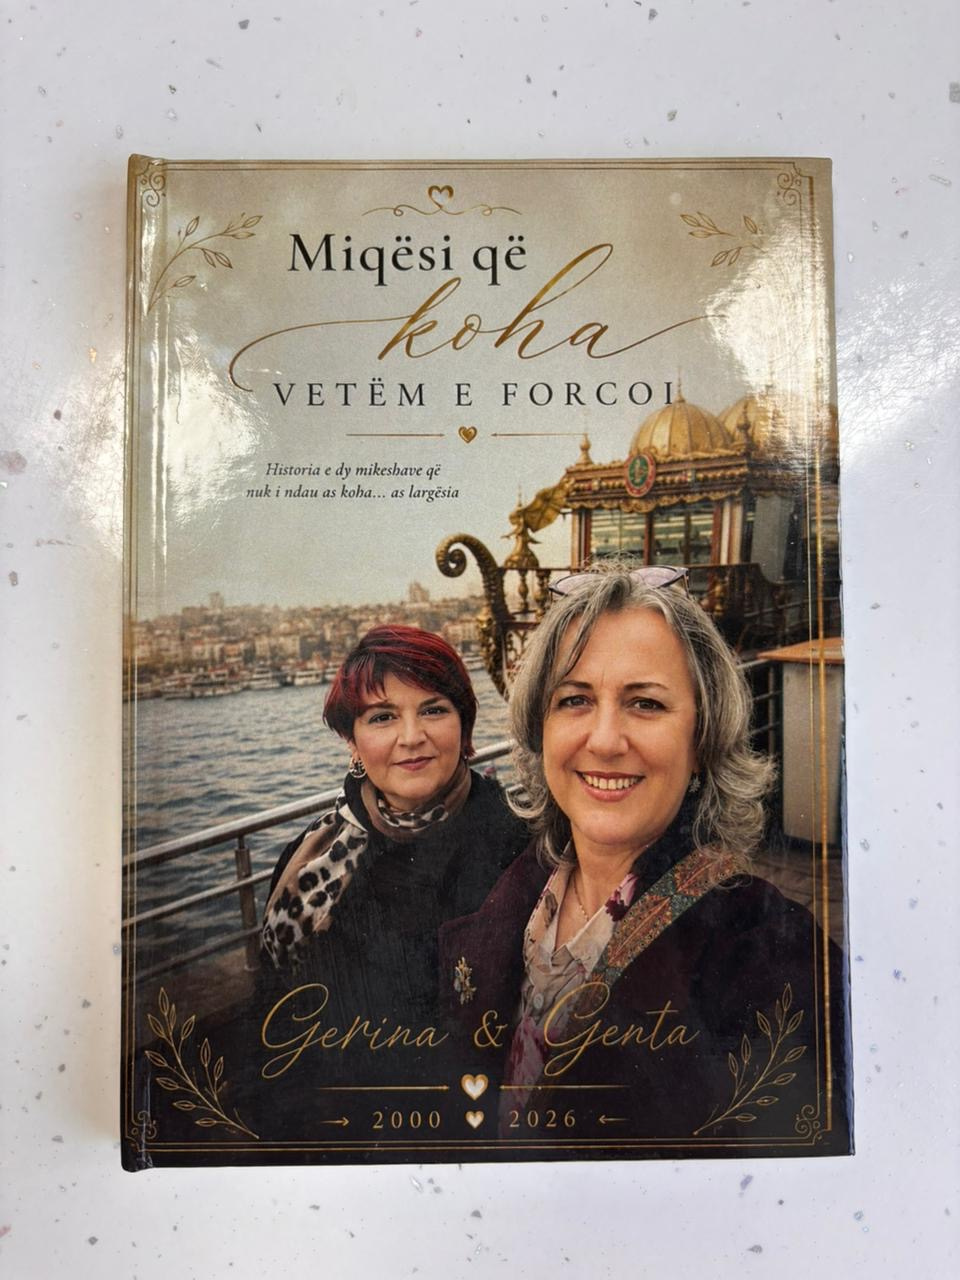 Miqësi që
koha
VETËM E FORCOI
Historia e dy mikeshave që
nuk i ndau as koha... as largësia
Gerina & Genta
2000 2026